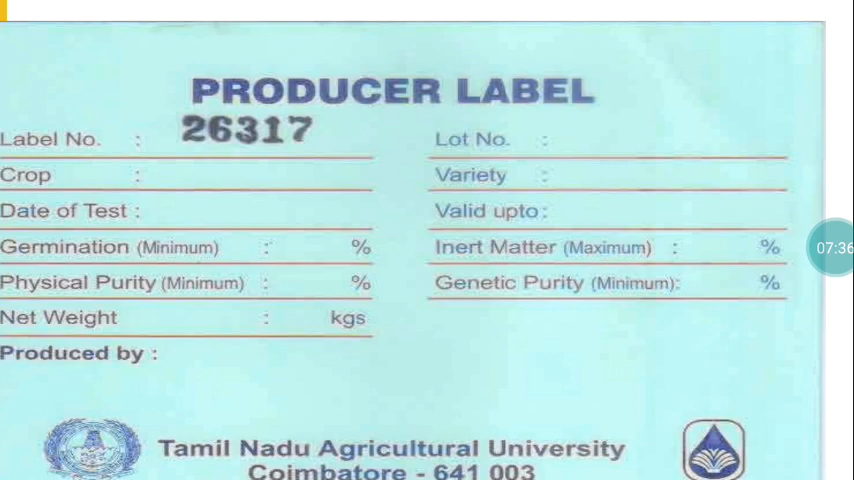 PRODUCER LABEL
Label No. : 26317
Lot No. :
Crop :
Variety :
Date of Test :
Valid upto :
Germination (Minimum) : %
Inert Matter (Maximum) : %
Physical Purity (Minimum) : %
Genetic Purity (Minimum): %
Net Weight : kgs
Produced by :
Tamil Nadu Agricultural University
Coimbatore - 641 003
07:36